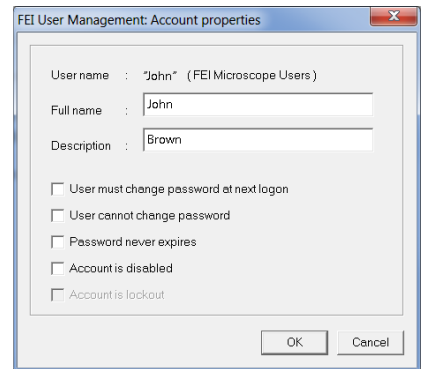 FEI User Management: Account properties
User name : "John" ( FEI Microscope Users )
Full name : John
Description : Brown
User must change password at next logon
User cannot change password
Password never expires
Account is disabled
Account is lockout
OK Cancel